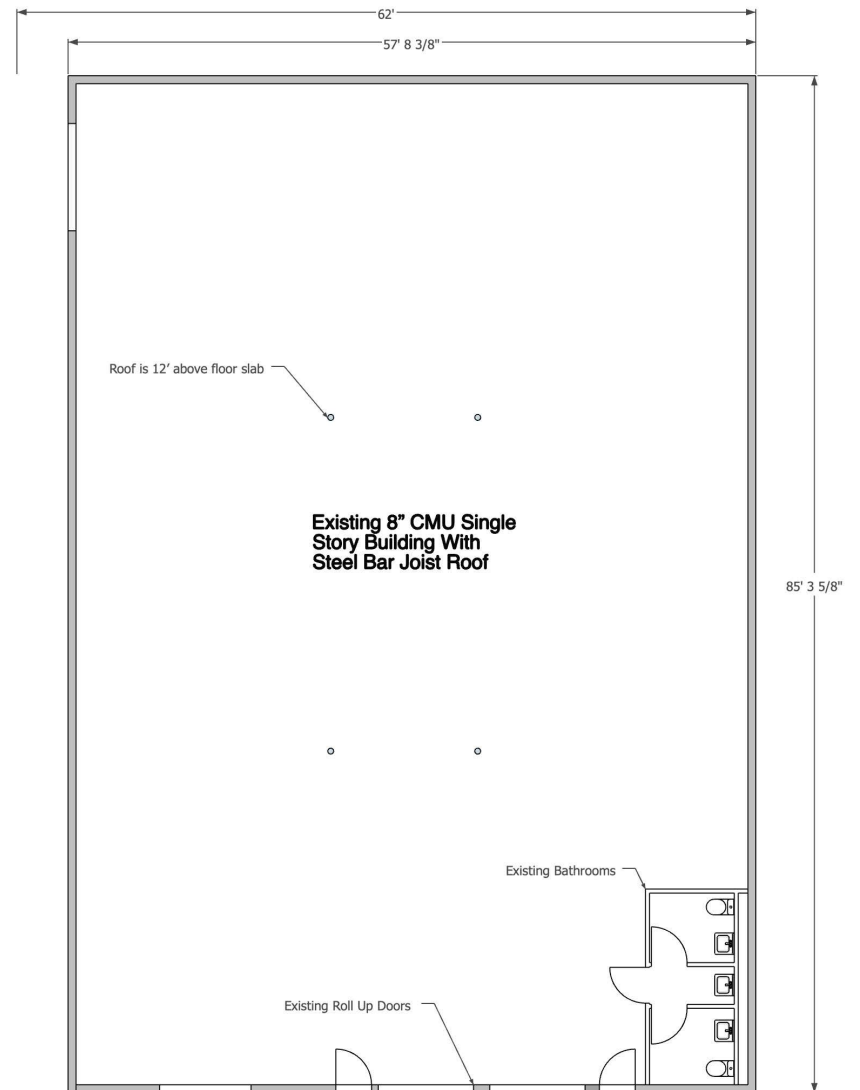 62'
57' 8 3/8"
Roof is 12’ above floor slab
Existing 8” CMU Single
Story Building With
Steel Bar Joist Roof
85' 3 5/8"
Existing Bathrooms
Existing Roll Up Doors